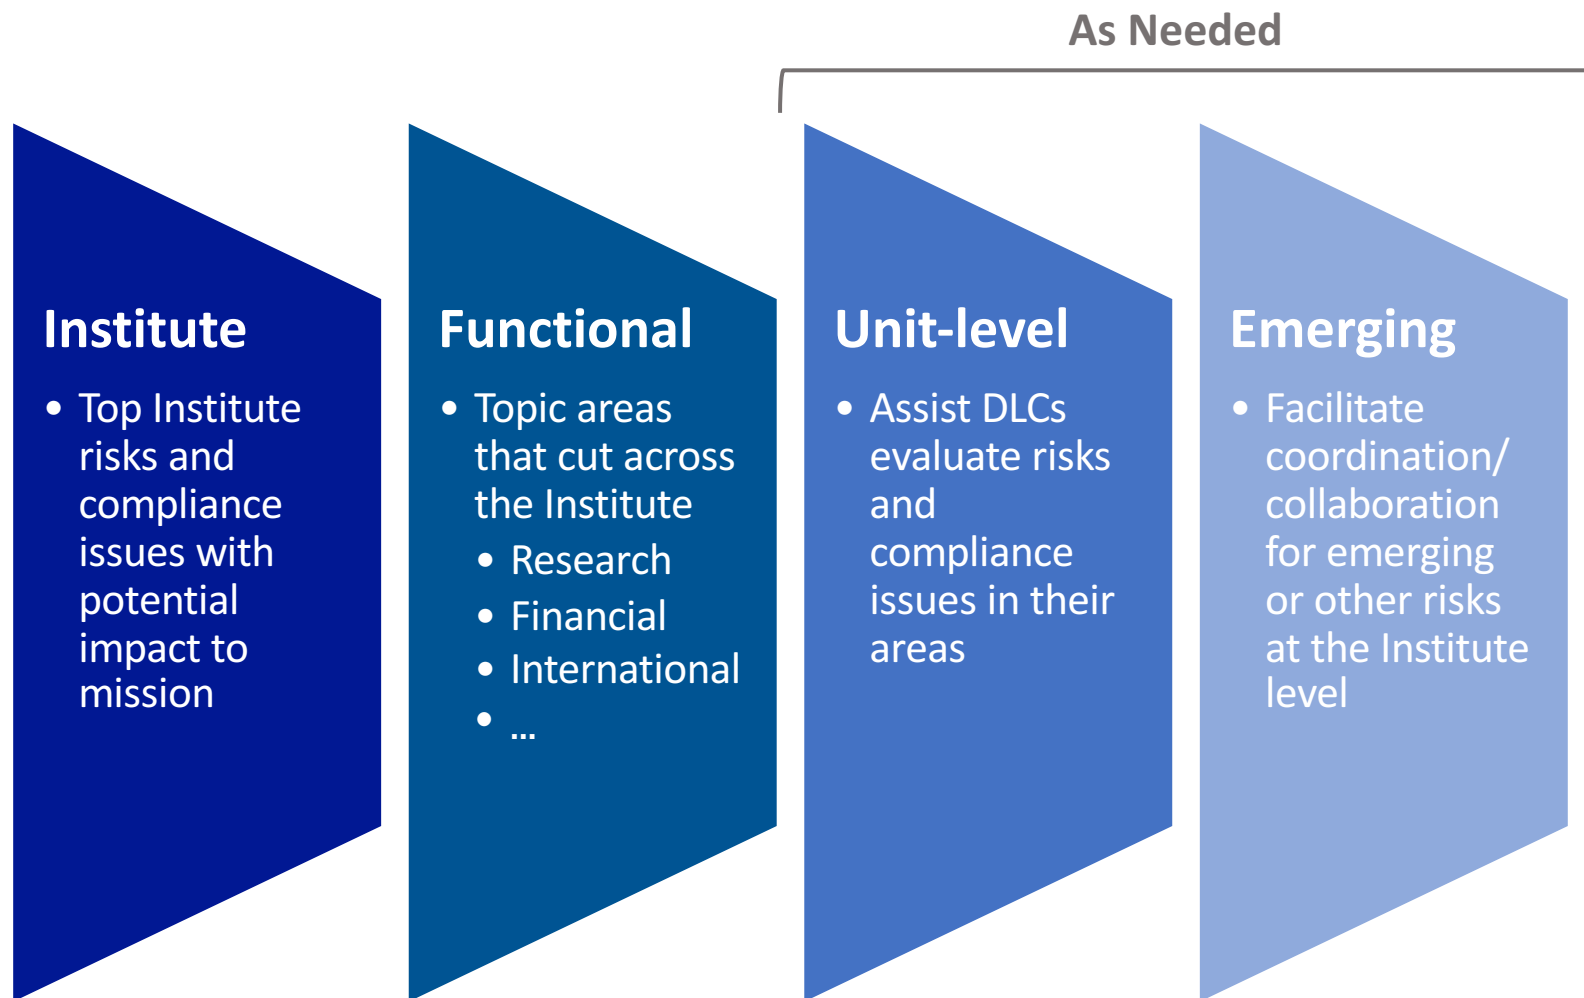 As Needed
Institute
• Top Institute
risks and
compliance
issues with
potential
impact to
mission
Functional
• Topic areas
that cut across
the Institute
• Research
• Financial
• International
• ...
Unit-level
• Assist DLCs
evaluate risks
and
compliance
issues in their
areas
Emerging
• Facilitate
coordination/
collaboration
for emerging
or other risks
at the Institute
level